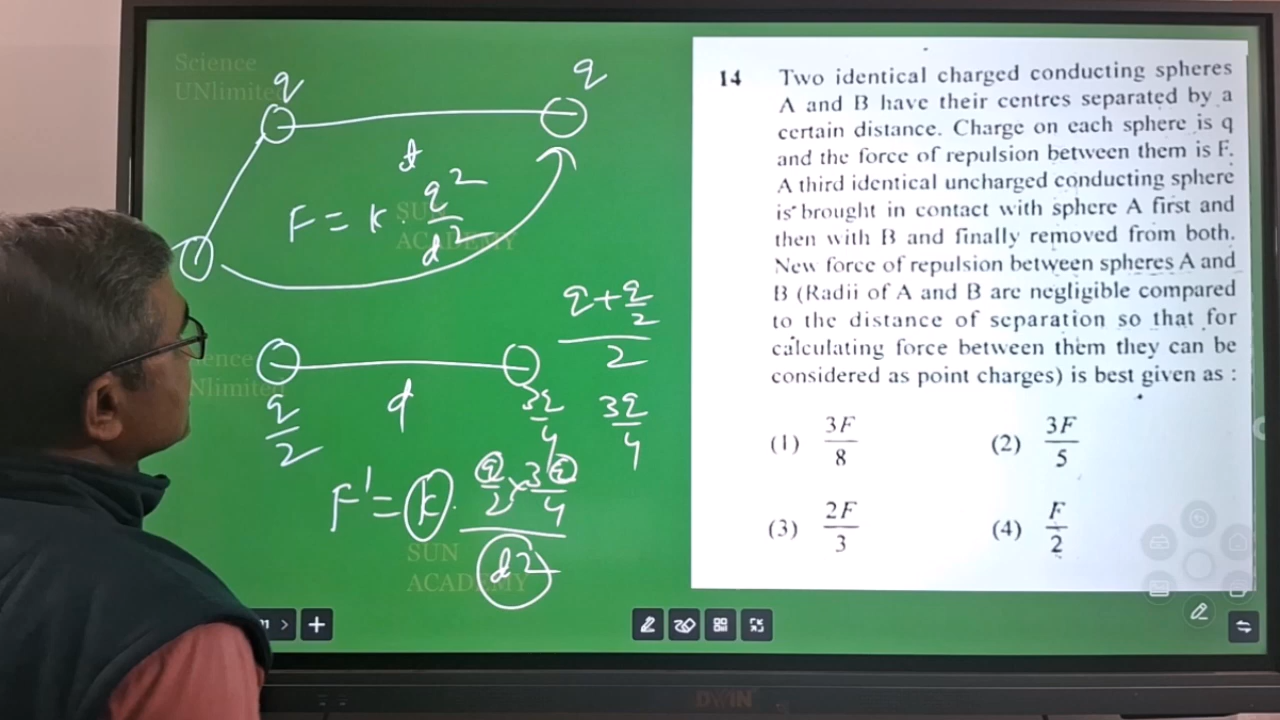 Science
UNlimited
q
q
d
F = K . q²/d²
SUN
ACADEMY
q + q/2
2
3q/4
Science
UNlimited
q/2
d
3q/4
F' = K . q/2 × 3q/4
d²
SUN
ACADEMY
14 Two identical charged conducting spheres
A and B have their centres separated by a
certain distance. Charge on each sphere is q
and the force of repulsion between them is F.
A third identical uncharged conducting sphere
is brought in contact with sphere A first and
then with B and finally removed from both.
New force of repulsion between spheres A and
B (Radii of A and B are negligible compared
to the distance of separation so that for
calculating force between them they can be
considered as point charges) is best given as :
(1) 3F/8 (2) 3F/5
(3) 2F/3 (4) F/2
DWIN